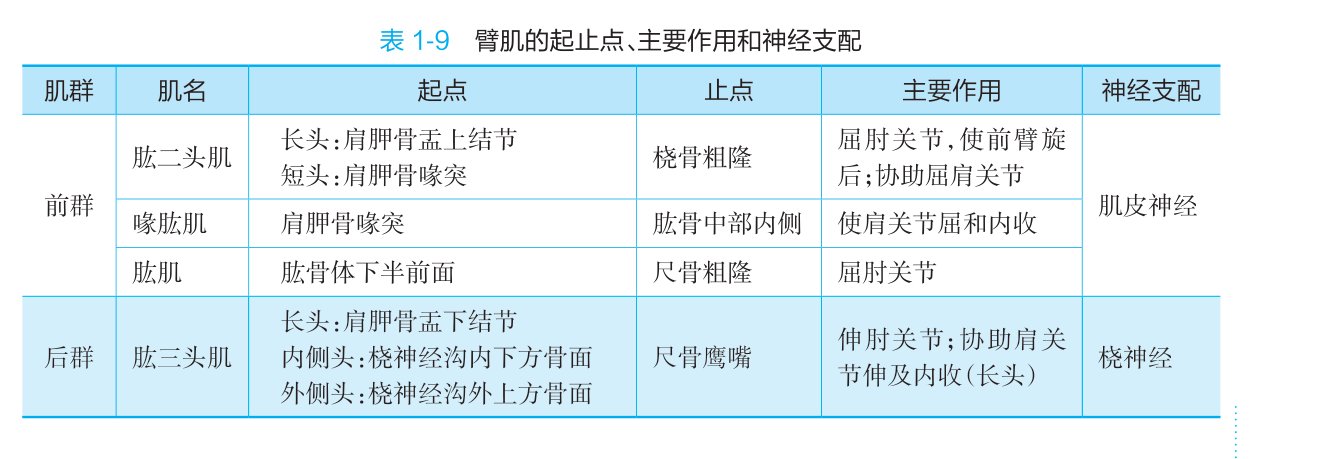 表 1-9 臂肌的起止点、主要作用和神经支配
肌群 肌名 起点 止点 主要作用 神经支配
前群
肱二头肌
长头:肩胛骨盂上结节
短头:肩胛骨喙突
桡骨粗隆
屈肘关节,使前臂旋
后;协助屈肩关节
肌皮神经
喙肱肌 肩胛骨喙突 肱骨中部内侧 使肩关节屈和内收
肱肌 肱骨体下半前面 尺骨粗隆 屈肘关节
后群
肱三头肌
长头:肩胛骨盂下结节
内侧头:桡神经沟内下方骨面
外侧头:桡神经沟外上方骨面
尺骨鹰嘴
伸肘关节;协助肩关
节伸及内收(长头)
桡神经